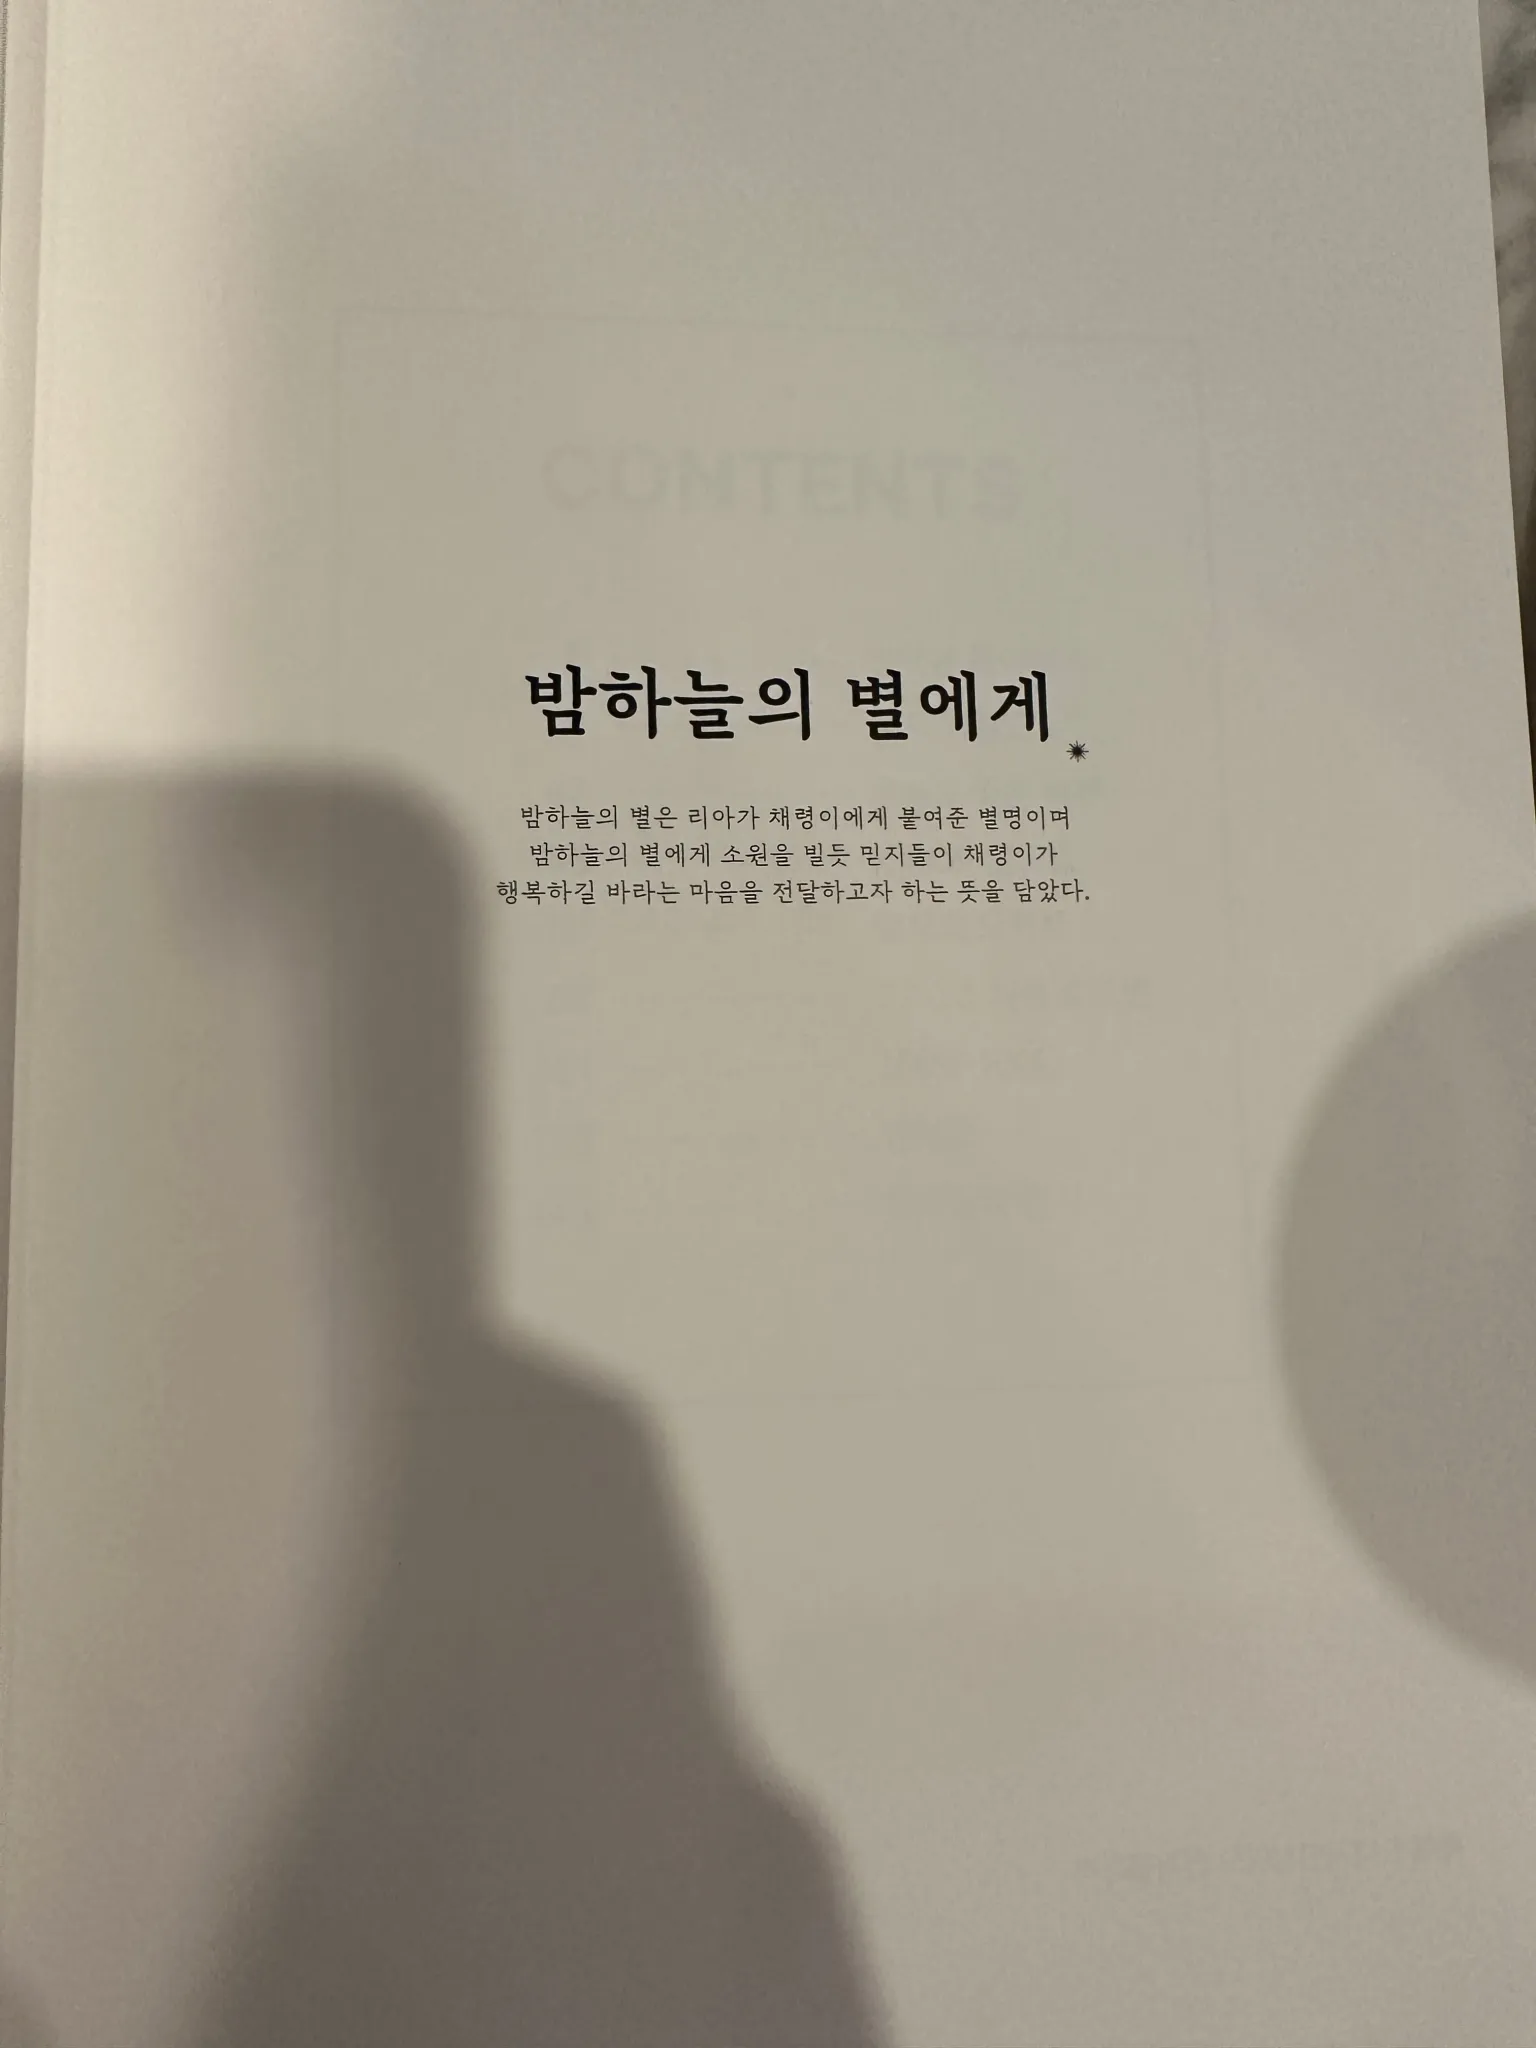 CONTENTS
밤하늘의 별에게
밤하늘의 별은 리아가 채령이에게 붙여준 별명이며
밤하늘의 별에게 소원을 빌듯 믿지들이 채령이가
행복하길 바라는 마음을 전달하고자 하는 뜻을 담았다.